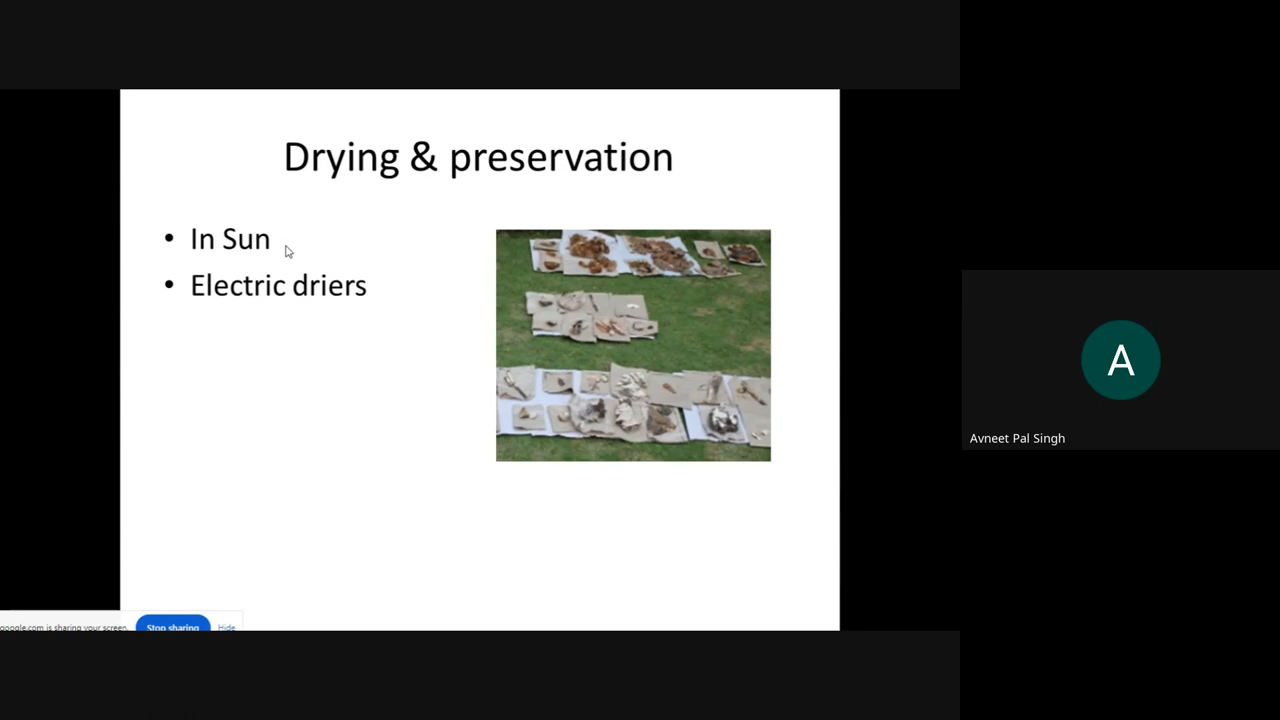 Drying & preservation
• In Sun
• Electric driers
A
Avneet Pal Singh
google.com is sharing your screen.
Stop sharing
Hide